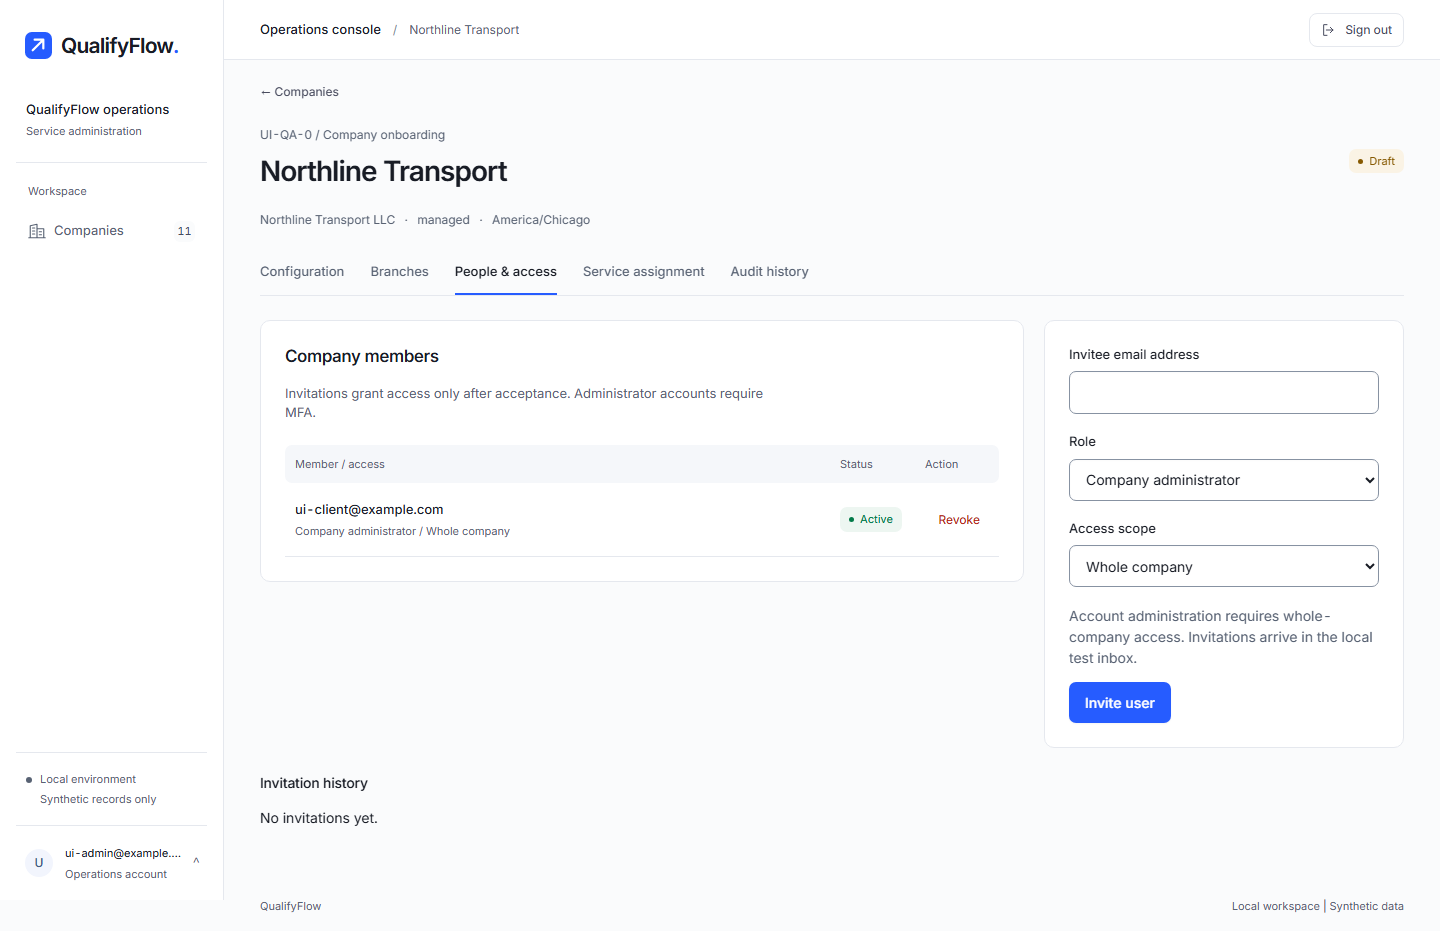 QualifyFlow.
QualifyFlow operations
Service administration
Workspace
Companies 11
Local environment
Synthetic records only
U
ui-admin@example....
Operations account
Operations console / Northline Transport
Sign out
← Companies
UI-QA-0 / Company onboarding
Northline Transport
Draft
Northline Transport LLC · managed · America/Chicago
Configuration Branches People & access Service assignment Audit history
Company members
Invitations grant access only after acceptance. Administrator accounts require
MFA.
Member / access Status Action
ui-client@example.com
Company administrator / Whole company
Active
Revoke
Invitee email address
Role
Company administrator
Access scope
Whole company
Account administration requires whole-
company access. Invitations arrive in the local
test inbox.
Invite user
Invitation history
No invitations yet.
QualifyFlow
Local workspace | Synthetic data